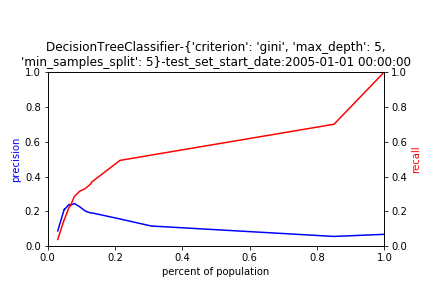 DecisionTreeClassifier-{'criterion': 'gini', 'max_depth': 5,
'min_samples_split': 5}-test_set_start_date:2005-01-01 00:00:00
1.0
0.8
0.6
0.4
0.2
0.0
precision
1.0
0.8
0.6
0.4
0.2
0.0
recall
0.0 0.2 0.4 0.6 0.8 1.0
percent of population